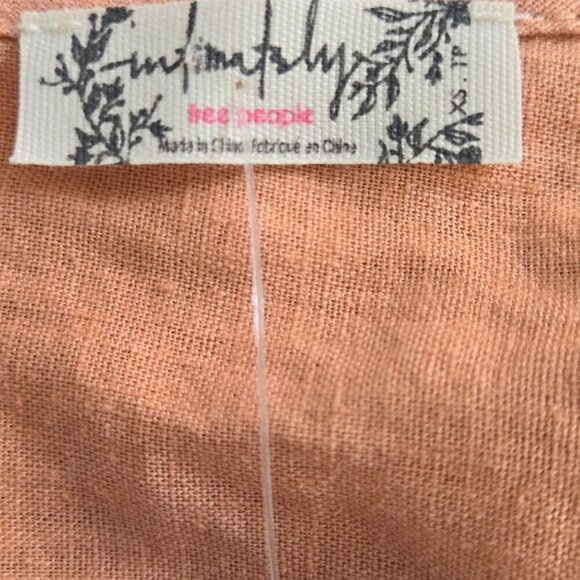 intimately
free people
Made in China Fabriqué en Chine
XS . TP